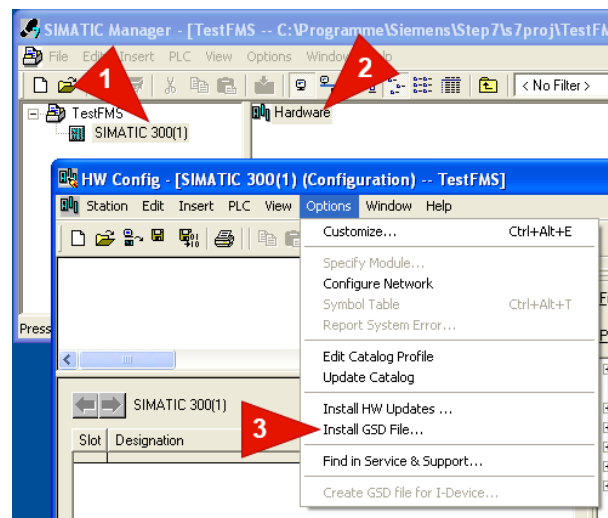 SIMATIC Manager - [TestFMS -- C:\Programme\Siemens\Step7\s7proj\TestFM
File Edit Insert PLC View Options Window
1
2
< No Filter >
TestFMS
SIMATIC 300(1)
Hardware
HW Config - [SIMATIC 300(1) (Configuration) -- TestFMS]
Station Edit Insert PLC View Options Window Help
Customize... Ctrl+Alt+E
Specify Module...
Configure Network
Symbol Table Ctrl+Alt+T
Report System Error...
Press
Edit Catalog Profile
Update Catalog
SIMATIC 300(1)
Install HW Updates ...
3
Install GSD File...
Slot Designation
Find in Service & Support...
Create GSD file for I-Device...